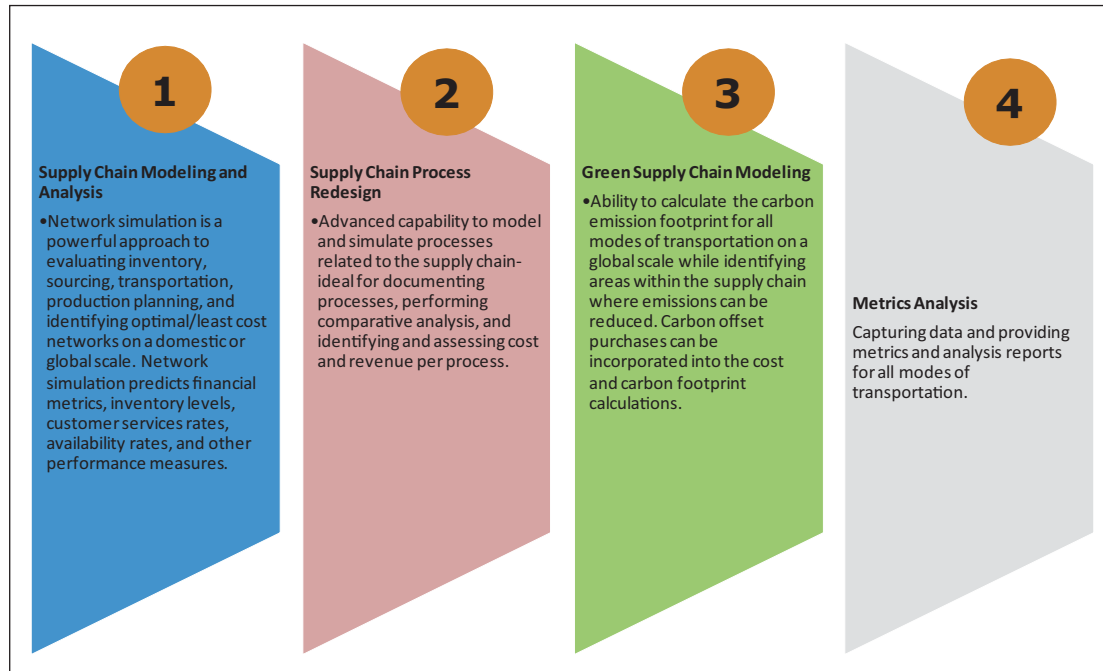 1
Supply Chain Modeling and
Analysis
•Network simulation is a
powerful approach to
evaluating inventory,
sourcing, transportation,
production planning, and
identifying optimal/least cost
networks on a domestic or
global scale. Network
simulation predicts financial
metrics, inventory levels,
customer services rates,
availability rates, and other
performance measures.
2
Supply Chain Process
Redesign
•Advanced capability to model
and simulate processes
related to the supply chain-
ideal for documenting
processes, performing
comparative analysis, and
identifying and assessing cost
and revenue per process.
3
Green Supply Chain Modeling
•Ability to calculate the carbon
emission footprint for all
modes of transportation on a
global scale while identifying
areas within the supply chain
where emissions can be
reduced. Carbon offset
purchases can be
incorporated into the cost
and carbon footprint
calculations.
4
Metrics Analysis
Capturing data and providing
metrics and analysis reports
for all modes of
transportation.